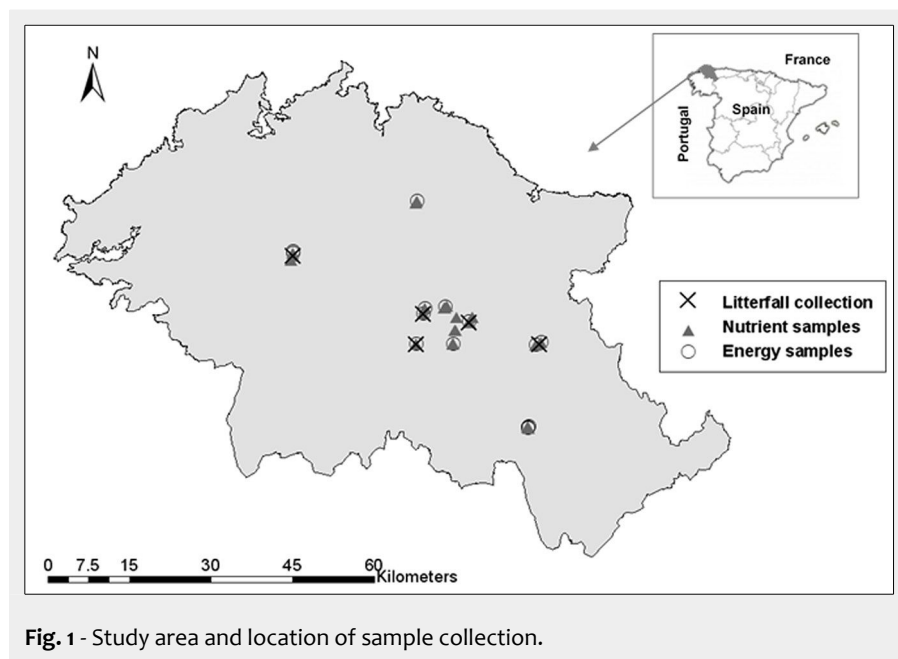 N
France
Spain
Portugal
Litterfall collection
Nutrient samples
Energy samples
0 7.5 15 30 45 60
Kilometers
Fig. 1 - Study area and location of sample collection.